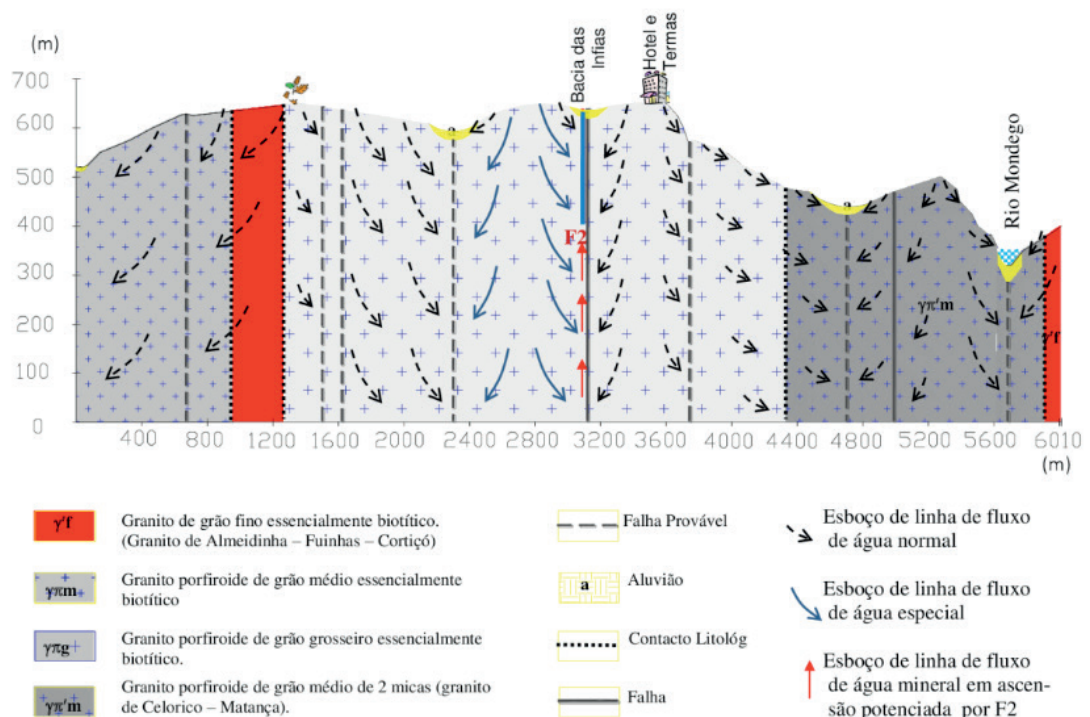 (m)
700
600
500
400
300
200
100
0
Bacia das
Infias
Hotel e
Termas
Rio Mondego
a
F2
a
γπ'm
γ'f
400
800
1200
1600
2000
2400
2800
3200
3600
4000
4400
4800
5200
5600
6010
(m)
γ'f
Granito de grão fino essencialmente biotítico.
(Granito de Almeidinha – Fuinhas – Cortiçó)
γπm
Granito porfiroide de grão médio essencialmente
biotítico
γπg
Granito porfiroide de grão grosseiro essencialmente
biotítico.
γπ'm
Granito porfiroide de grão médio de 2 micas (granito
de Celorico – Matança).
Falha Provável
a
Aluvião
Contacto Litológ
Falha
Esboço de linha de fluxo
de água normal
Esboço de linha de fluxo
de água especial
Esboço de linha de fluxo
de água mineral em ascen-
são potenciada por F2